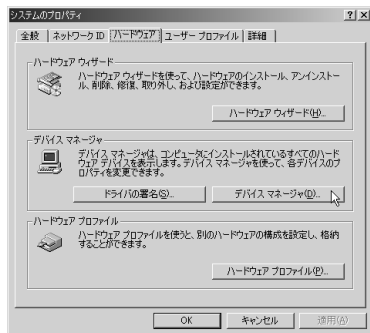 システムのプロパティ
全般 ネットワーク ID ハードウェア ユーザー プロファイル 詳細
ハードウェア ウィザード
ハードウェア ウィザードを使って、ハードウェアのインストール、アンインストール、削除、修復、取り外し、および設定ができます。
ハードウェア ウィザード(H)...
デバイス マネージャ
デバイス マネージャは、コンピュータにインストールされているすべてのハード
ウェア デバイスを表示します。デバイス マネージャを使って、各デバイスのプ
ロパティを変更できます。
ドライバの署名(S)... デバイス マネージャ(D)...
ハードウェア プロファイル
ハードウェア プロファイルを使うと、別のハードウェアの構成を設定し、格納
することができます。
ハードウェア プロファイル(P)...
OK キャンセル 適用(A)